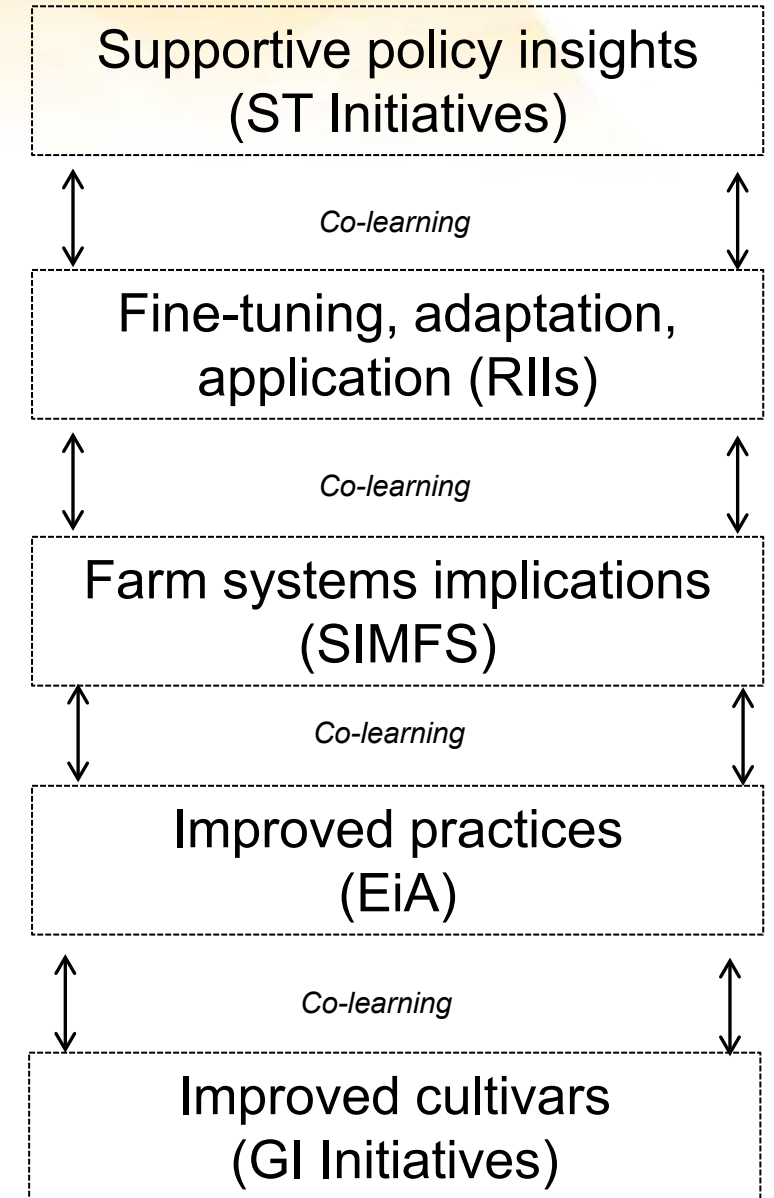 Supportive policy insights
(ST Initiatives)
Co-learning
Fine-tuning, adaptation,
application (RIIs)
Co-learning
Farm systems implications
(SIMFS)
Co-learning
Improved practices
(EiA)
Co-learning
Improved cultivars
(GI Initiatives)